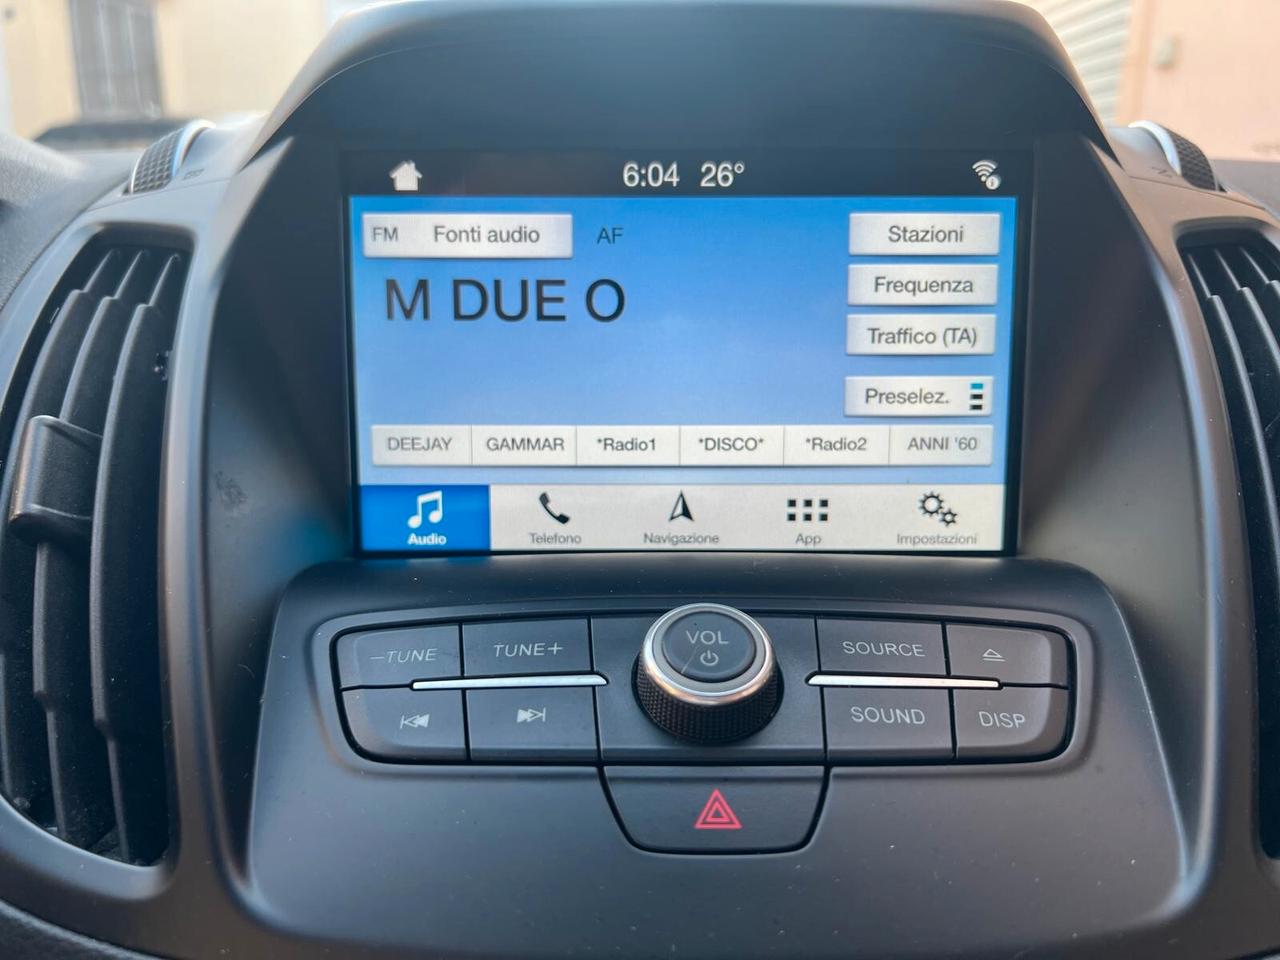 6:04 26°
FM Fonti audio AF
Stazioni
M DUE O
Frequenza
Traffico (TA)
Preselez.
DEEJAY GAMMAR *Radio1 *DISCO* *Radio2 ANNI '60
Audio Telefono Navigazione App Impostazioni
–TUNE TUNE+ VOL SOURCE
SOUND DISP